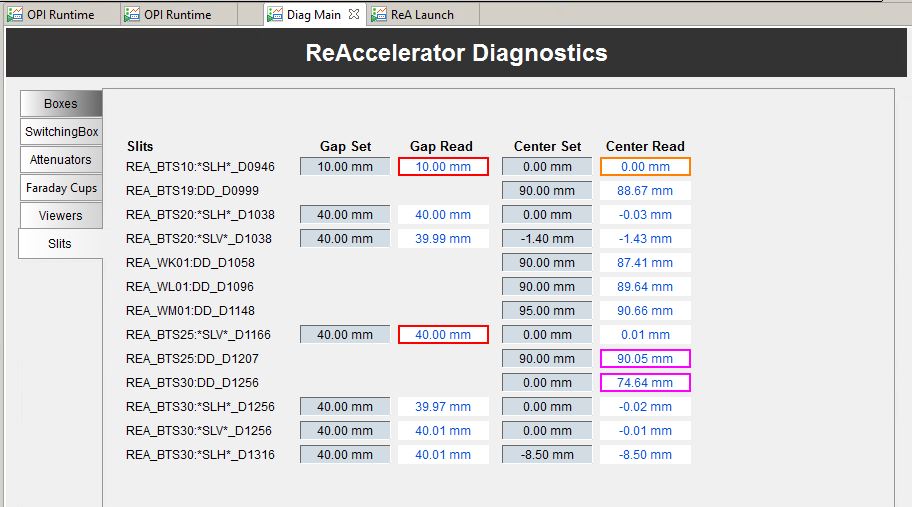 OPI Runtime OPI Runtime Diag Main ReA Launch
ReAccelerator Diagnostics
Boxes
SwitchingBox
Attenuators
Faraday Cups
Viewers
Slits
Slits Gap Set Gap Read Center Set Center Read
REA_BTS10:*SLH*_D0946 10.00 mm 10.00 mm 0.00 mm 0.00 mm
REA_BTS19:DD_D0999 90.00 mm 88.67 mm
REA_BTS20:*SLH*_D1038 40.00 mm 40.00 mm 0.00 mm -0.03 mm
REA_BTS20:*SLV*_D1038 40.00 mm 39.99 mm -1.40 mm -1.43 mm
REA_WK01:DD_D1058 90.00 mm 87.41 mm
REA_WL01:DD_D1096 90.00 mm 89.64 mm
REA_WM01:DD_D1148 95.00 mm 90.66 mm
REA_BTS25:*SLV*_D1166 40.00 mm 40.00 mm 0.00 mm 0.01 mm
REA_BTS25:DD_D1207 90.00 mm 90.05 mm
REA_BTS30:DD_D1256 0.00 mm 74.64 mm
REA_BTS30:*SLH*_D1256 40.00 mm 39.97 mm 0.00 mm -0.02 mm
REA_BTS30:*SLV*_D1256 40.00 mm 40.01 mm 0.00 mm -0.01 mm
REA_BTS30:*SLH*_D1316 40.00 mm 40.01 mm -8.50 mm -8.50 mm